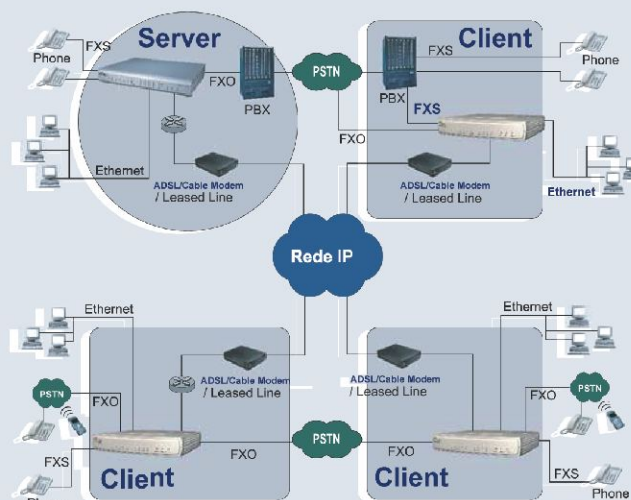 Server
FXS
Phone
FXO
PBX
PSTN
Ethernet
ADSL/Cable Modem
/ Leased Line
Client
FXS
Phone
PBX
FXS
FXO
ADSL/Cable Modem
/ Leased Line
Ethernet
Rede IP
Ethernet
ADSL/Cable Modem
/ Leased Line
PSTN
FXO
FXS
Client
FXO
PSTN
FXO
Ethernet
ADSL/Cable Modem
/ Leased Line
FXO
PSTN
Client
FXS
Phone